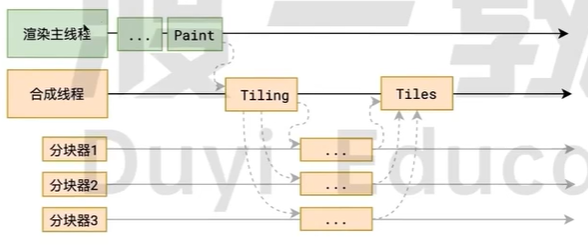 渲染主线程 ... Paint
合成线程 Tiling Tiles
分块器1 ...
Duyi Educo
分块器2 ...
分块器3 ...